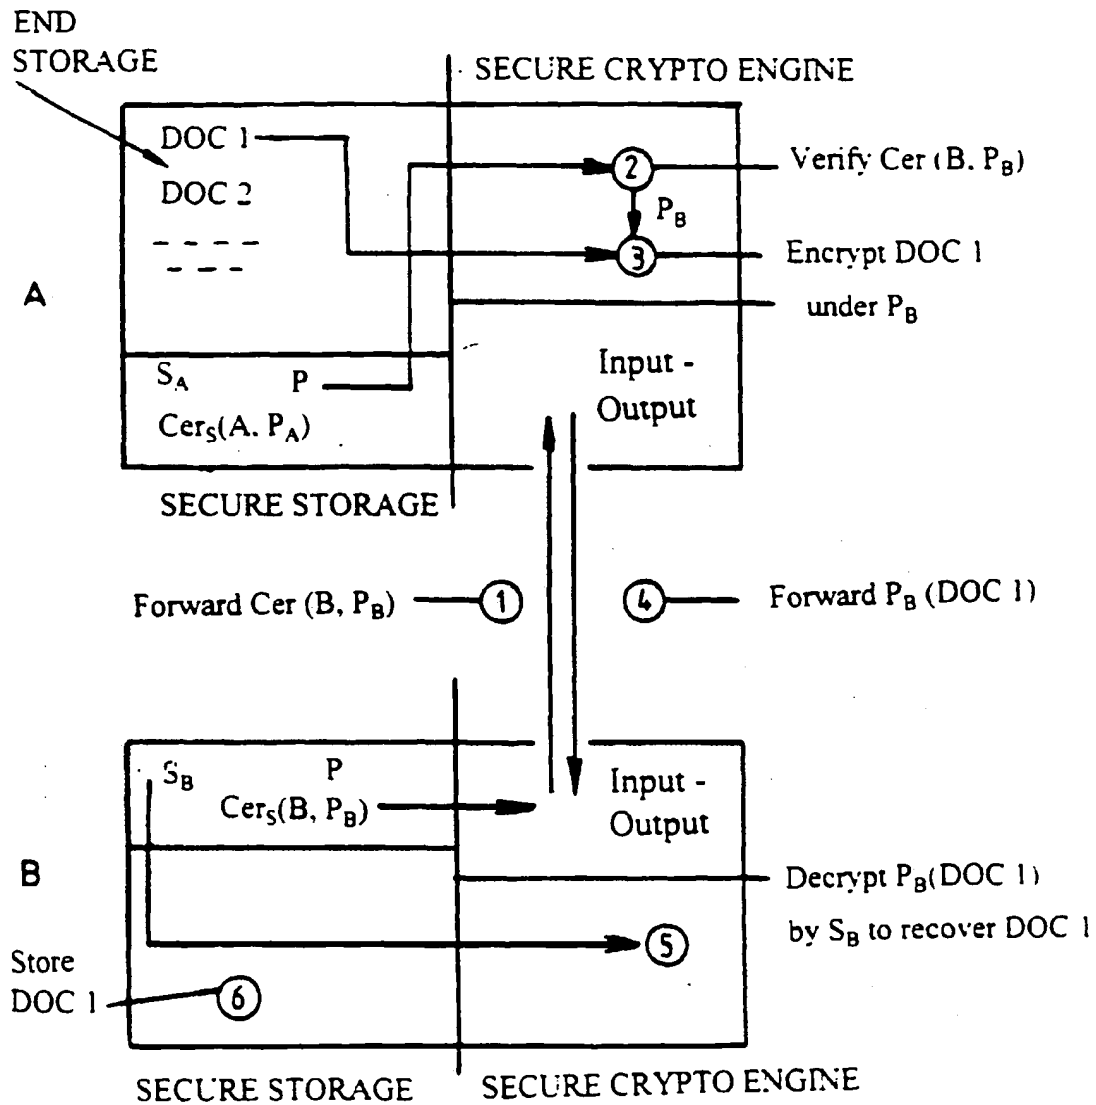 END
STORAGE
SECURE CRYPTO ENGINE
DOC 1
DOC 2
2
Verify Cer (B. P_B)
P_B
3
Encrypt DOC 1
under P_B
A
S_A P
Cer_S(A. P_A)
Input -
Output
SECURE STORAGE
Forward Cer (B, P_B)
1
4
Forward P_B (DOC 1)
S_B P
Cer_S(B, P_B)
Input -
Output
B
Decrypt P_B(DOC 1)
by S_B to recover DOC 1
5
Store
DOC 1
6
SECURE STORAGE
SECURE CRYPTO ENGINE